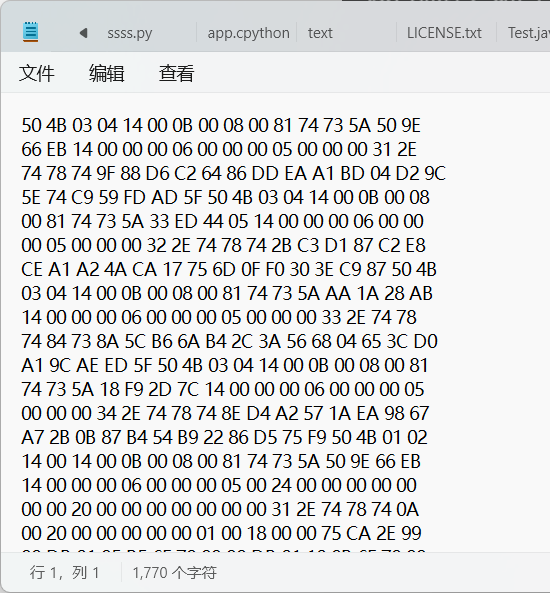 ssss.py app.cpython text LICENSE.txt Test.jav
文件 编辑 查看
50 4B 03 04 14 00 0B 00 08 00 81 74 73 5A 50 9E
66 EB 14 00 00 00 06 00 00 00 05 00 00 00 31 2E
74 78 74 9F 88 D6 C2 64 86 DD EA A1 BD 04 D2 9C
5E 74 C9 59 FD AD 5F 50 4B 03 04 14 00 0B 00 08
00 81 74 73 5A 33 ED 44 05 14 00 00 00 06 00 00
00 05 00 00 00 32 2E 74 78 74 2B C3 D1 87 C2 E8
CE A1 A2 4A CA 17 75 6D 0F F0 30 3E C9 87 50 4B
03 04 14 00 0B 00 08 00 81 74 73 5A AA 1A 28 AB
14 00 00 00 06 00 00 00 05 00 00 00 33 2E 74 78
74 84 73 8A 5C B6 6A B4 2C 3A 56 68 04 65 3C D0
A1 9C AE ED 5F 50 4B 03 04 14 00 0B 00 08 00 81
74 73 5A 18 F9 2D 7C 14 00 00 00 06 00 00 00 05
00 00 00 34 2E 74 78 74 8E D4 A2 57 1A EA 98 67
A7 2B 0B 87 B4 54 B9 22 86 D5 75 F9 50 4B 01 02
14 00 14 00 0B 00 08 00 81 74 73 5A 50 9E 66 EB
14 00 00 00 06 00 00 00 05 00 24 00 00 00 00 00
00 00 20 00 00 00 00 00 00 00 31 2E 74 78 74 0A
00 20 00 00 00 00 00 01 00 18 00 00 75 CA 2E 99
行 1，列 1 1,770 个字符